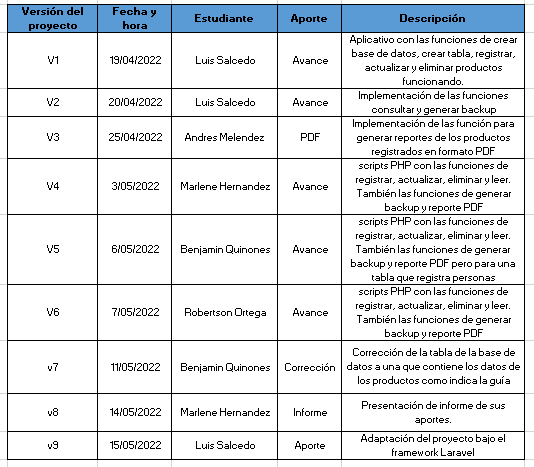 Versión del proyecto | Fecha y hora | Estudiante | Aporte | Descripción
V1 | 19/04/2022 | Luis Salcedo | Avance | Aplicativo con las funciones de crear
base de datos, crear tabla, registrar,
actualizar y eliminar productos
funcionando.
V2 | 20/04/2022 | Luis Salcedo | Avance | Implementación de las funciones
consultar y generar backup
V3 | 25/04/2022 | Andres Melendez | PDF | Implementación de las función para
generar reportes de los productos
registrados en formato PDF
V4 | 3/05/2022 | Marlene Hernandez | Avance | scripts PHP con las funciones de
registrar, actualizar, eliminar y leer.
También las funciones de generar
backup y reporte PDF
V5 | 6/05/2022 | Benjamin Quinones | Avance | scripts PHP con las funciones de
registrar, actualizar, eliminar y leer.
También las funciones de generar
backup y reporte PDF pero para una
tabla que registra personas
V6 | 7/05/2022 | Robertson Ortega | Avance | scripts PHP con las funciones de
registrar, actualizar, eliminar y leer.
También las funciones de generar
backup y reporte PDF
v7 | 11/05/2022 | Benjamin Quinones | Corrección | Corrección de la tabla de la base de
datos a una que contiene los datos de
los productos como indica la guía
v8 | 14/05/2022 | Marlene Hernandez | Informe | Presentación de informe de sus
aportes.
v9 | 15/05/2022 | Luis Salcedo | Aporte | Adaptación del proyecto bajo el
framework Laravel